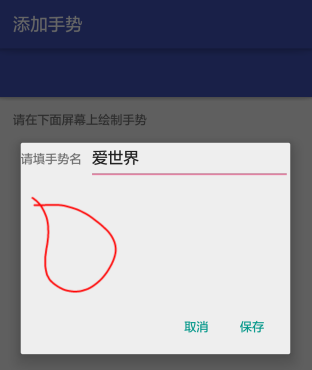 添加手势
请在下面屏幕上绘制手势
请填手势名 爱世界
取消 保存